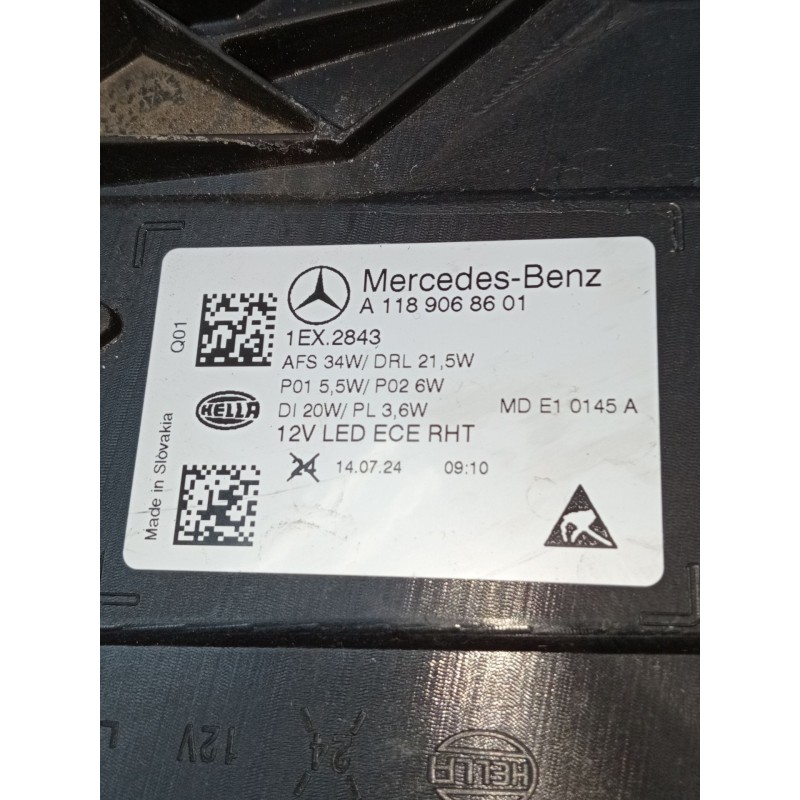 Mercedes-Benz
A 118 906 86 01
Q01
1EX.2843
AFS 34W/ DRL 21,5W
P01 5,5W/ P02 6W
HELLA
DI 20W/ PL 3,6W
MD E1 0145 A
12V LED ECE RHT
Made in Slovakia
24
14.07.24
09:10
12V
24
HELLA